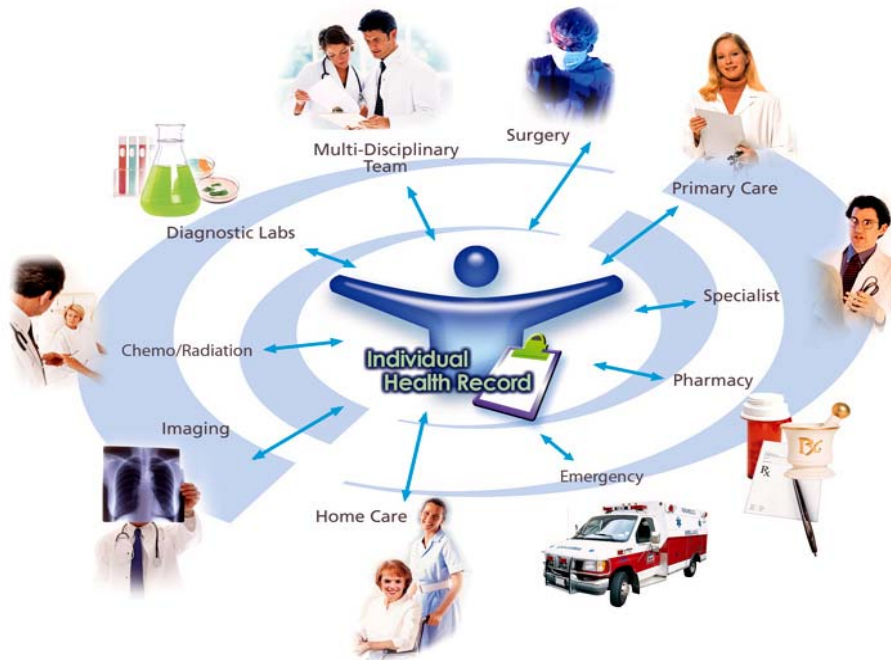 Surgery
Multi-Disciplinary
Team
Primary Care
Diagnostic Labs
Specialist
Chemo/Radiation
Individual
Health Record
Pharmacy
Imaging
Emergency
Home Care
Rx